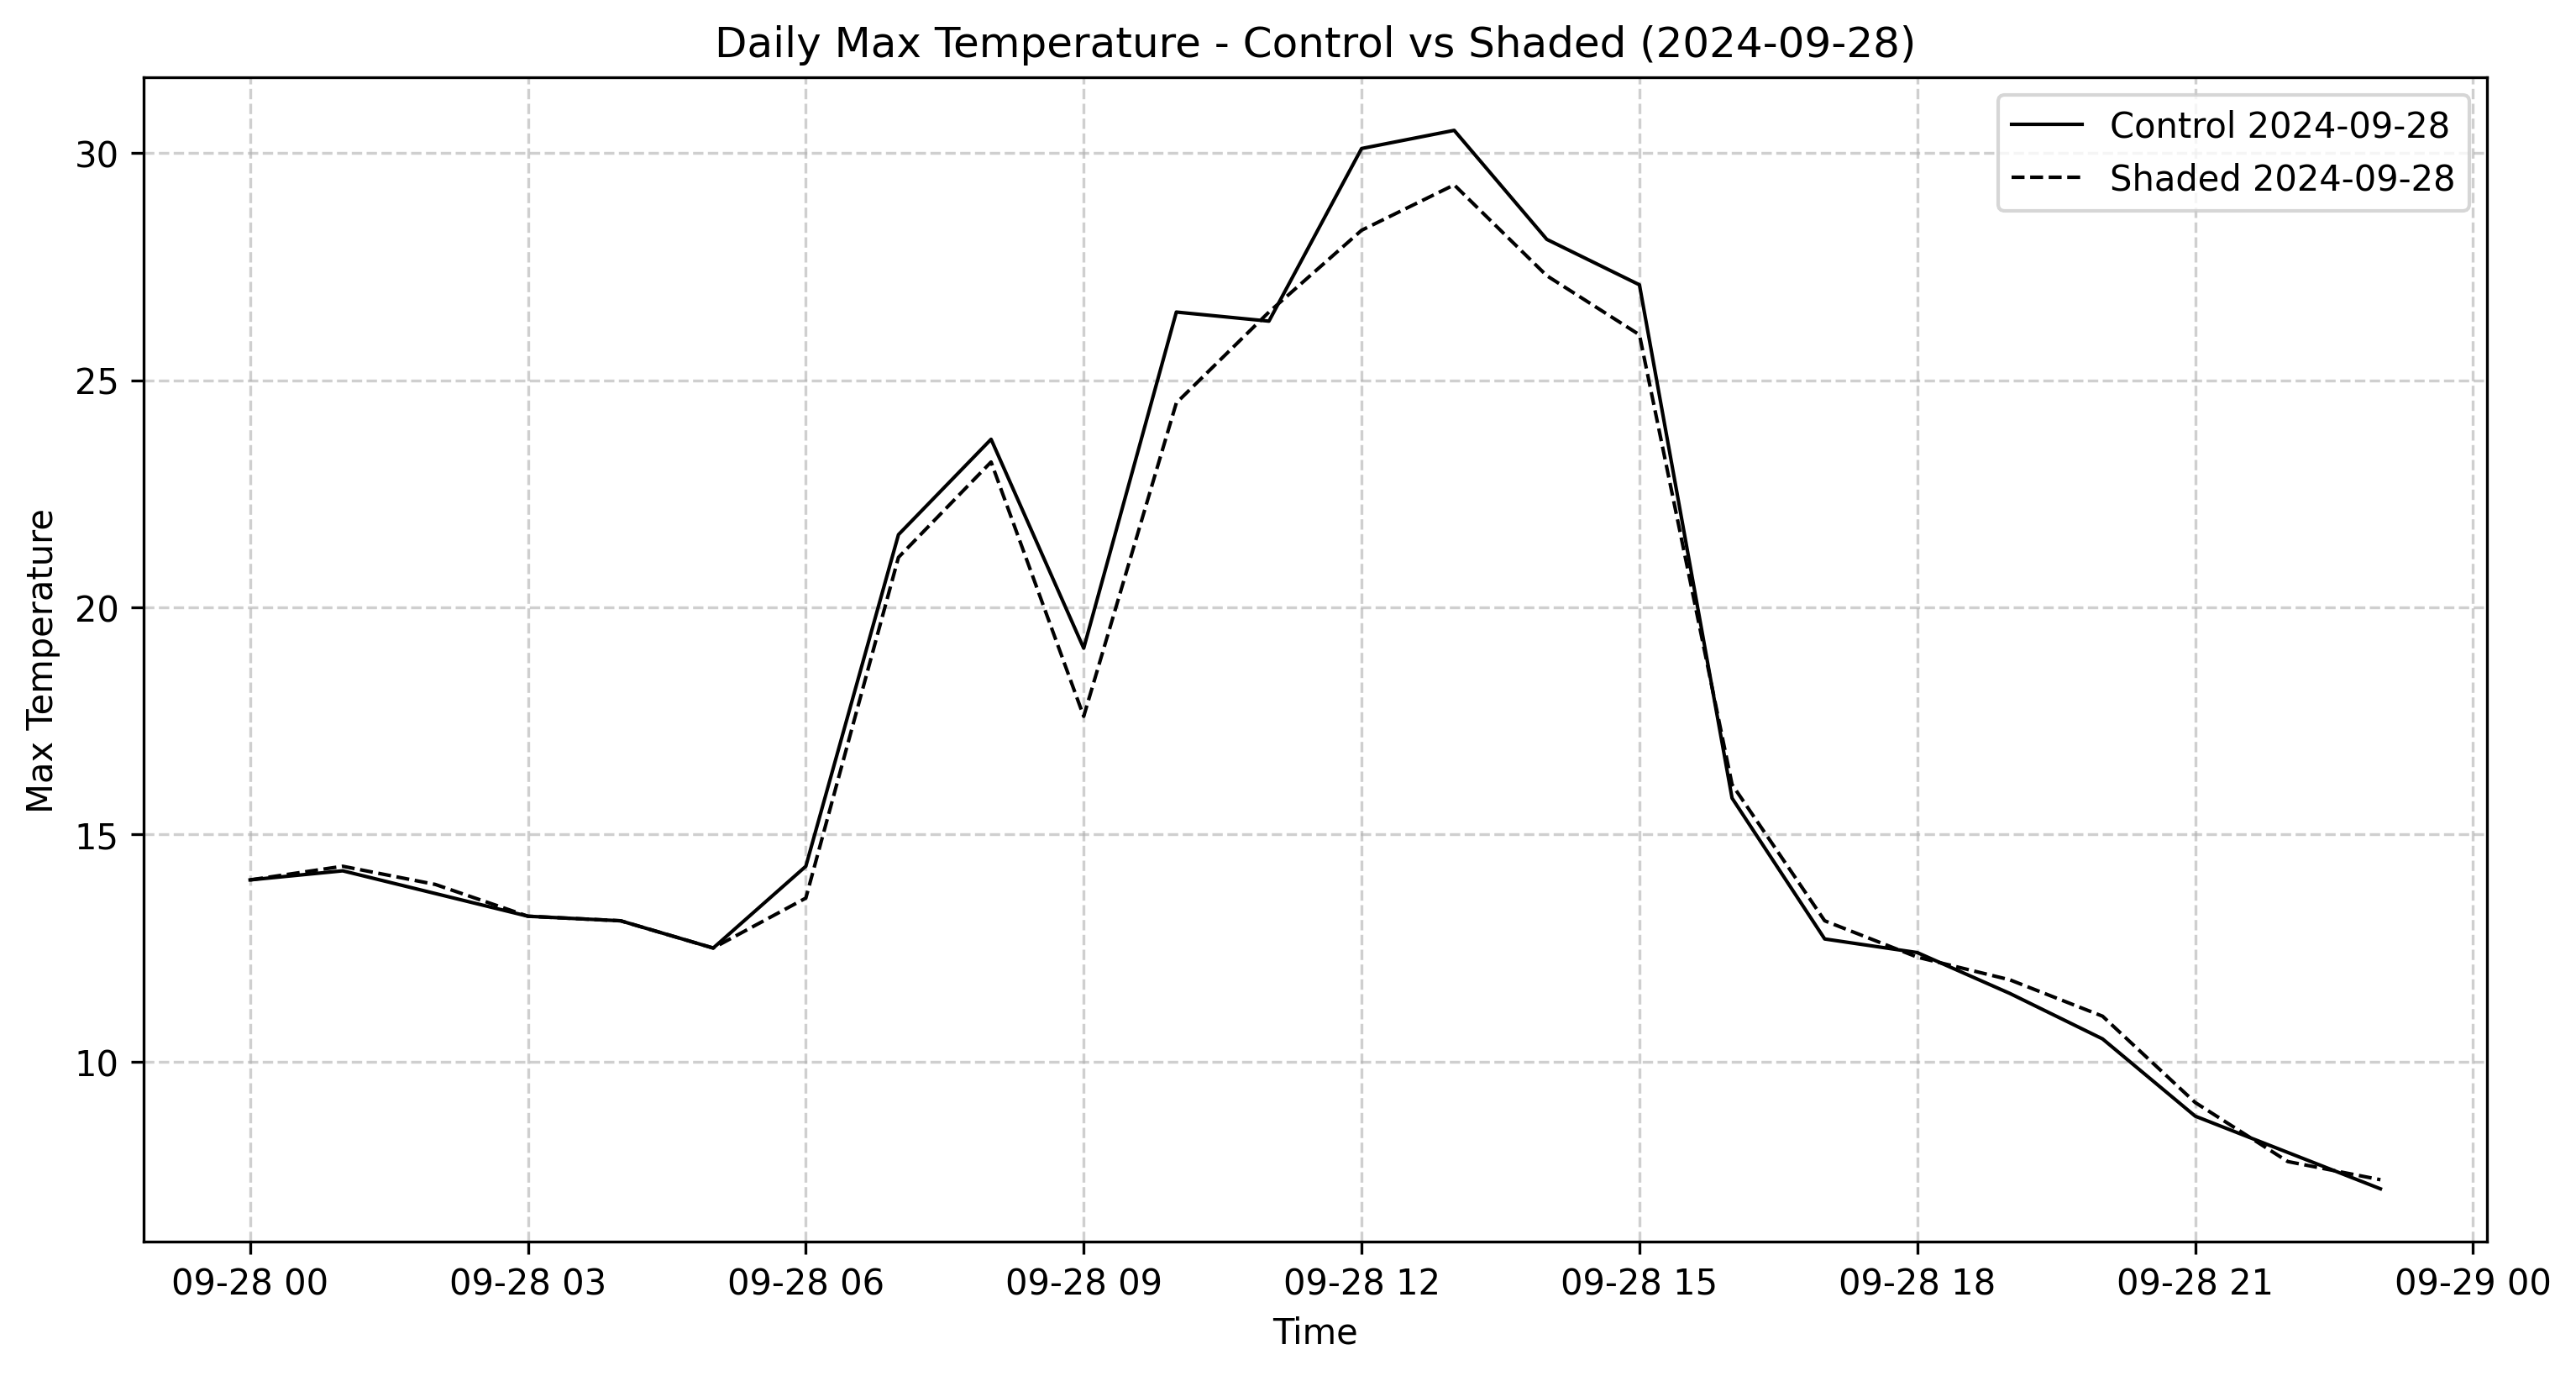 Daily Max Temperature - Control vs Shaded (2024-09-28)
Control 2024-09-28
Shaded 2024-09-28
30
25
20
15
10
Max Temperature
09-28 00 09-28 03 09-28 06 09-28 09 09-28 12 09-28 15 09-28 18 09-28 21 09-29 00
Time